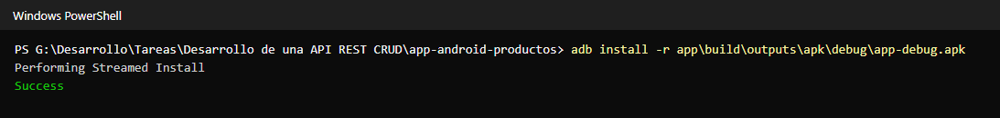 Windows PowerShell
PS G:\Desarrollo\Tareas\Desarrollo de una API REST CRUD\app-android-productos> adb install -r app\build\outputs\apk\debug\app-debug.apk
Performing Streamed Install
Success